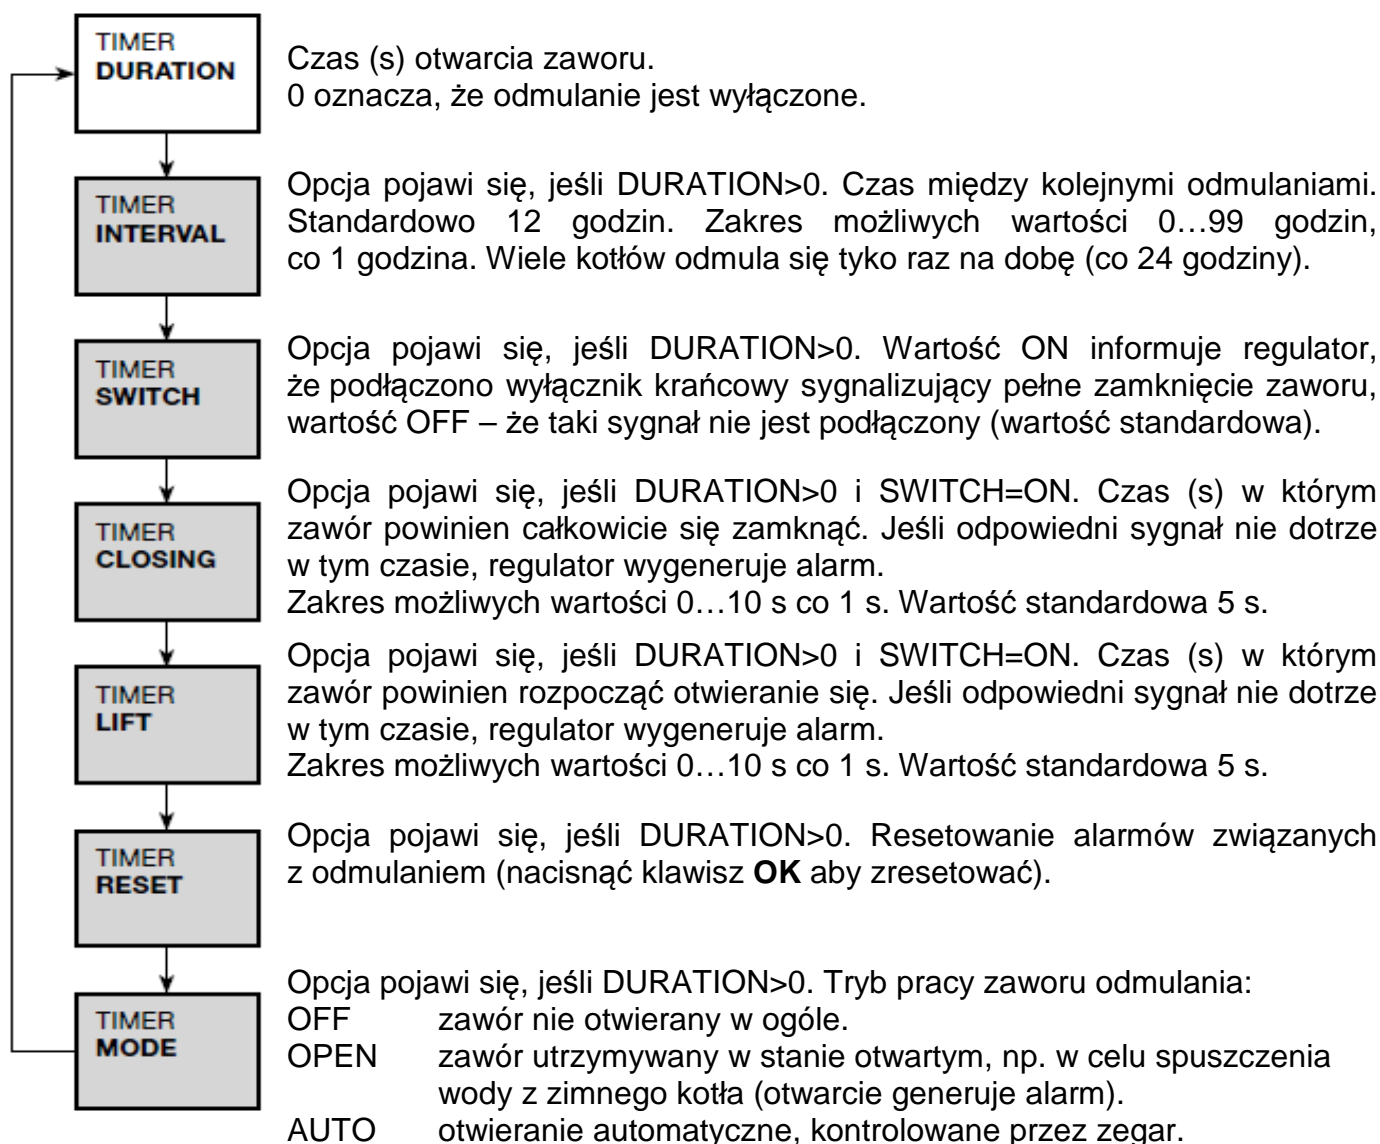 TIMER
DURATION
Czas (s) otwarcia zaworu.
0 oznacza, że odmulanie jest wyłączone.
TIMER
INTERVAL
Opcja pojawi się, jeśli DURATION>0. Czas między kolejnymi odmulaniami.
Standardowo 12 godzin. Zakres możliwych wartości 0…99 godzin,
co 1 godzina. Wiele kotłów odmula się tyko raz na dobę (co 24 godziny).
TIMER
SWITCH
Opcja pojawi się, jeśli DURATION>0. Wartość ON informuje regulator,
że podłączono wyłącznik krańcowy sygnalizujący pełne zamknięcie zaworu,
wartość OFF – że taki sygnał nie jest podłączony (wartość standardowa).
TIMER
CLOSING
Opcja pojawi się, jeśli DURATION>0 i SWITCH=ON. Czas (s) w którym
zawór powinien całkowicie się zamknąć. Jeśli odpowiedni sygnał nie dotrze
w tym czasie, regulator wygeneruje alarm.
Zakres możliwych wartości 0…10 s co 1 s. Wartość standardowa 5 s.
TIMER
LIFT
Opcja pojawi się, jeśli DURATION>0 i SWITCH=ON. Czas (s) w którym
zawór powinien rozpocząć otwieranie się. Jeśli odpowiedni sygnał nie dotrze
w tym czasie, regulator wygeneruje alarm.
Zakres możliwych wartości 0…10 s co 1 s. Wartość standardowa 5 s.
TIMER
RESET
Opcja pojawi się, jeśli DURATION>0. Resetowanie alarmów związanych
z odmulaniem (nacisnąć klawisz OK aby zresetować).
TIMER
MODE
Opcja pojawi się, jeśli DURATION>0. Tryb pracy zaworu odmulania:
OFF zawór nie otwierany w ogóle.
OPEN zawór utrzymywany w stanie otwartym, np. w celu spuszczenia
wody z zimnego kotła (otwarcie generuje alarm).
AUTO otwieranie automatyczne, kontrolowane przez zegar.